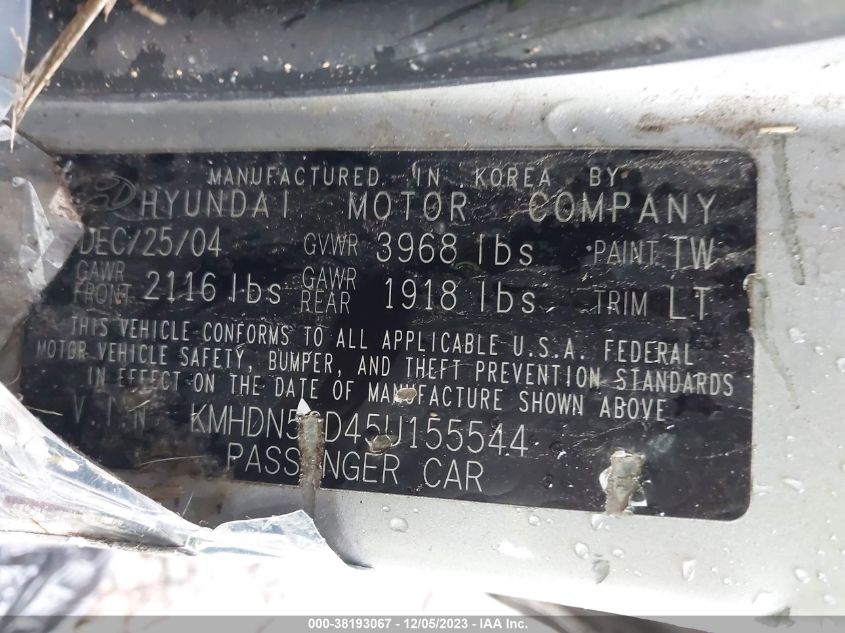 MANUFACTURED IN KOREA BY
HYUNDAI MOTOR COMPANY
DEC/25/04 GVWR 3968 lbs PAINT TW
GAWR FRONT 2116 lbs GAWR REAR 1918 lbs TRIM LT
THIS VEHICLE CONFORMS TO ALL APPLICABLE U.S.A. FEDERAL
MOTOR VEHICLE SAFETY, BUMPER, AND THEFT PREVENTION STANDARDS
IN EFFECT ON THE DATE OF MANUFACTURE SHOWN ABOVE
VIN
PASSENGER CAR
000-38193067 | 12/05/2023 - IAA Inc.